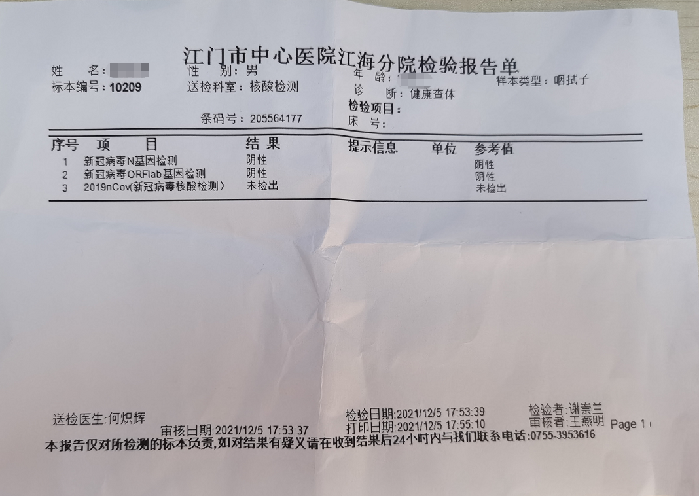 江门市中心医院江海分院检验报告单
姓 名: 性 别: 男 年 龄: 样本类型: 咽拭子
标本编号: 10209 送检科室: 核酸检测 诊 断: 健康查体
检验项目:
条码号: 205564177 床 号:
序号 项 目 结 果 提示信息 单位 参考值
1 新冠病毒N基因检测 阴性 阴性
2 新冠病毒ORFlab基因检测 阴性 阴性
3 2019nCov(新冠病毒核酸检测) 未检出 未检出
送检医生: 何炽辉 检验日期: 2021/12/5 17:53:39 检验者: 谢崇兰
审核日期: 2021/12/5 17:53:37 打印日期: 2021/12/5 17:55:10 审核者: 王燕明 Page 1
本报告仅对所检测的标本负责,如对结果有疑义请在收到结果后24小时内与我们联系电话:0755-3953616